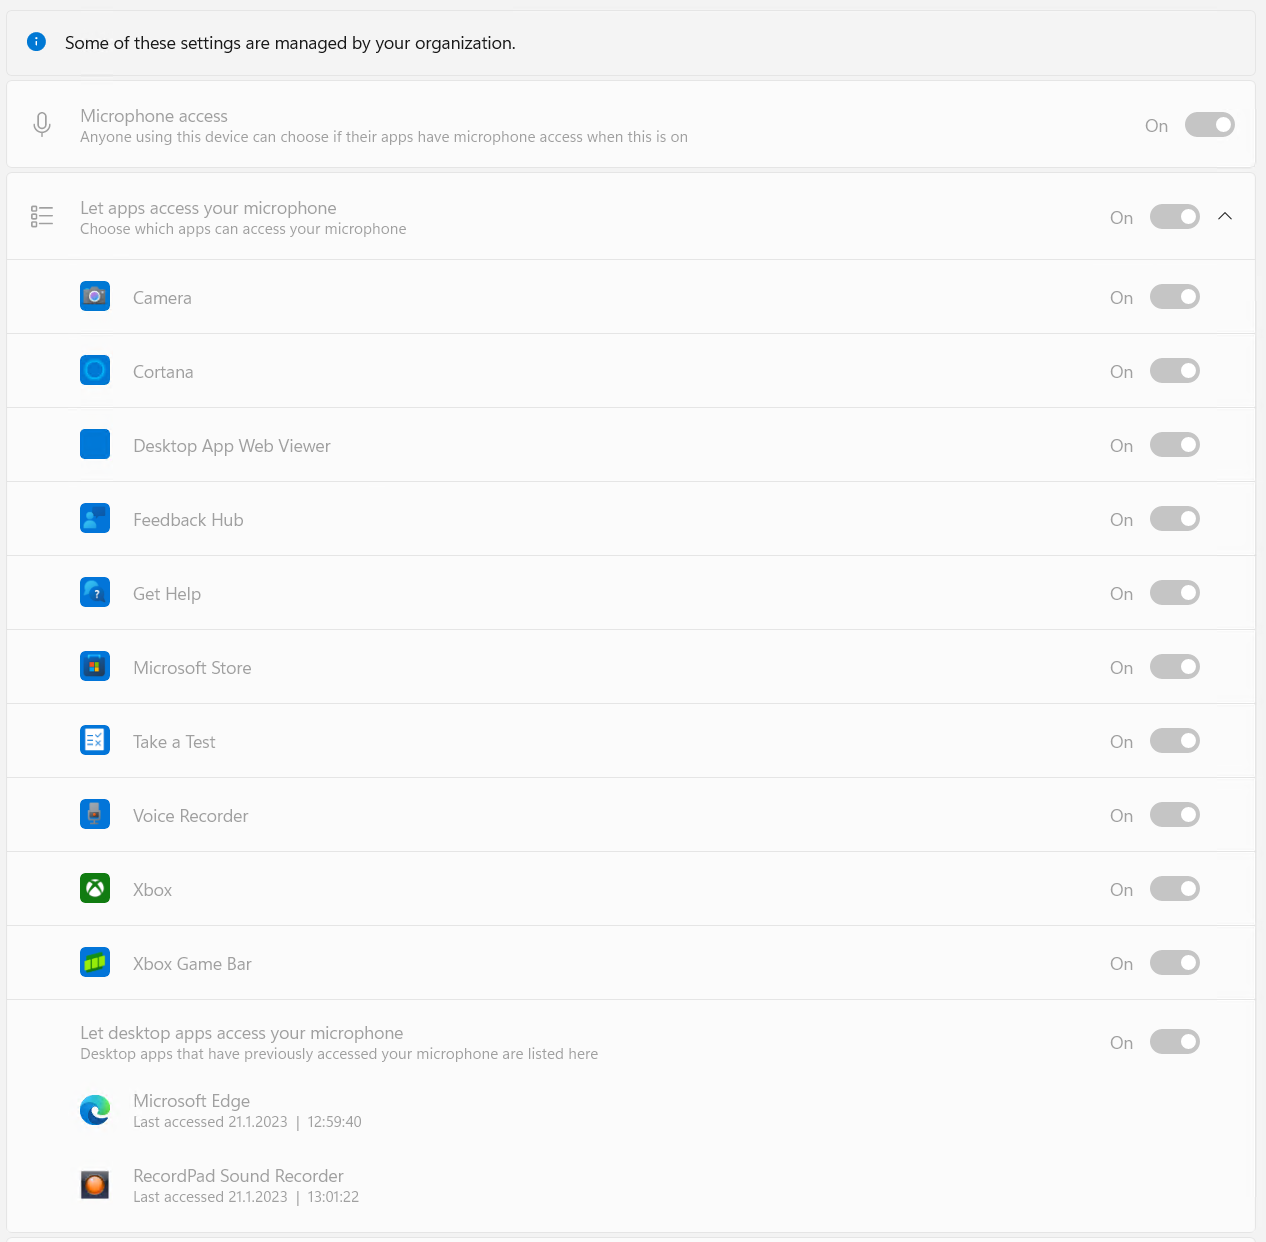 Some of these settings are managed by your organization.
Microphone access
Anyone using this device can choose if their apps have microphone access when this is on
On
Let apps access your microphone
Choose which apps can access your microphone
On
Camera
On
Cortana
On
Desktop App Web Viewer
On
Feedback Hub
On
Get Help
On
Microsoft Store
On
Take a Test
On
Voice Recorder
On
Xbox
On
Xbox Game Bar
On
Let desktop apps access your microphone
Desktop apps that have previously accessed your microphone are listed here
On
Microsoft Edge
Last accessed 21.1.2023 | 12:59:40
RecordPad Sound Recorder
Last accessed 21.1.2023 | 13:01:22